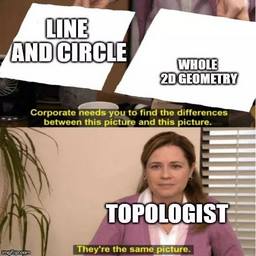 LINE
AND CIRCLE
WHOLE
2D GEOMETRY
Corporate needs you to find the differences
between this picture and this picture.
TOPOLOGIST
They're the same picture.
imgflip.com